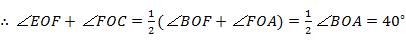 ∴ ∠EOF + ∠FOC = 1/2 (∠BOF + ∠FOA) = 1/2 ∠BOA = 40°